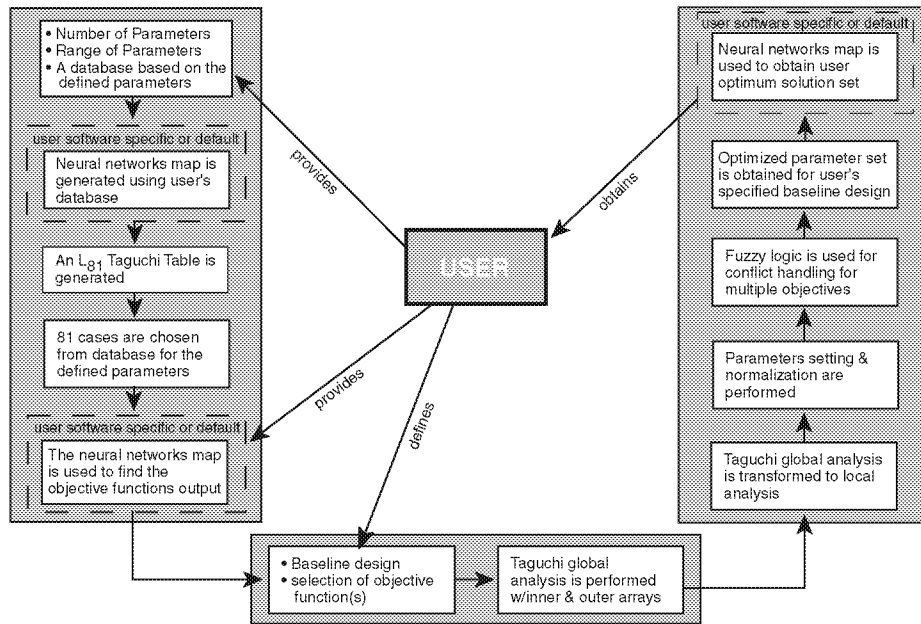 • Number of Parameters
• Range of Parameters
• A database based on the
defined parameters
user software specific or default
Neural networks map is
generated using user's
database
An L81 Taguchi Table is
generated
81 cases are chosen
from database for the
defined parameters
user software specific or default
The neural networks map
is used to find the
objective functions output
provides
USER
obtains
provides
defines
• Baseline design
• selection of objective
function(s)
Taguchi global
analysis is performed
w/inner & outer arrays
user software specific or default
Neural networks map is
used to obtain user
optimum solution set
Optimized parameter set
is obtained for user's
specified baseline design
Fuzzy logic is used for
conflict handling for
multiple objectives
Parameters setting &
normalization are
performed
Taguchi global analysis
is transformed to local
analysis